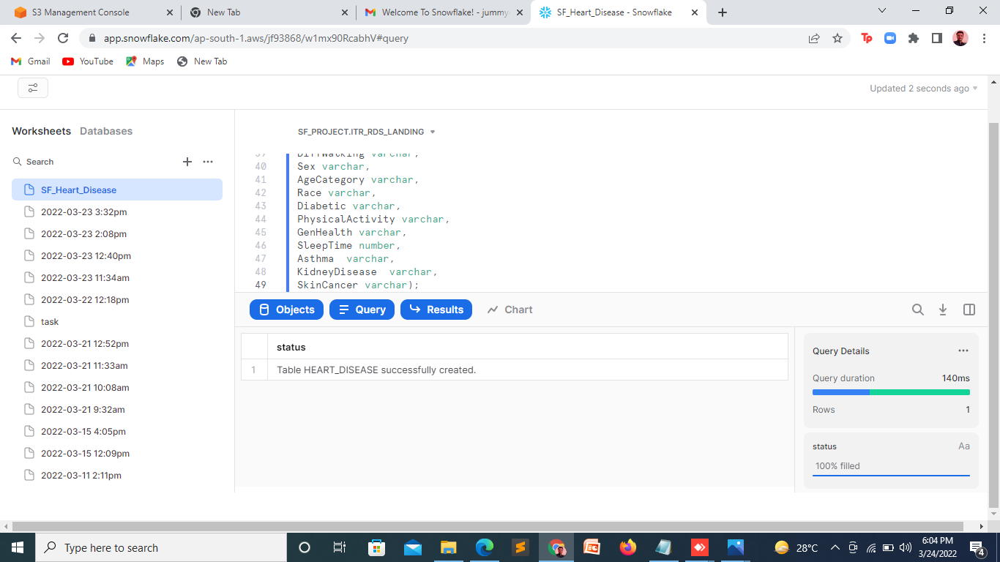 S3 Management Console
New Tab
Welcome To Snowflake! - jummy
SF_Heart_Disease - Snowflake
app.snowflake.com/ap-south-1.aws/jf93868/w1mx90RcabhV#query
Gmail
YouTube
Maps
New Tab
Updated 2 seconds ago
Worksheets Databases
Search
SF_Heart_Disease
2022-03-23 3:32pm
2022-03-23 2:08pm
2022-03-23 12:40pm
2022-03-23 11:34am
2022-03-22 12:18pm
task
2022-03-21 12:52pm
2022-03-21 11:33am
2022-03-21 10:08am
2022-03-21 9:32am
2022-03-15 4:05pm
2022-03-15 12:09pm
2022-03-11 2:11pm
SF_PROJECT.ITR_RDS_LANDING
39 DiffWalking varchar,
40 Sex varchar,
41 AgeCategory varchar,
42 Race varchar,
43 Diabetic varchar,
44 PhysicalActivity varchar,
45 GenHealth varchar,
46 SleepTime number,
47 Asthma  varchar,
48 KidneyDisease  varchar,
49 SkinCancer varchar);
Objects
Query
Results
Chart
status
1 Table HEART_DISEASE successfully created.
Query Details
Query duration 140ms
Rows 1
status Aa
100% filled
Type here to search
28°C
6:04 PM
3/24/2022
4